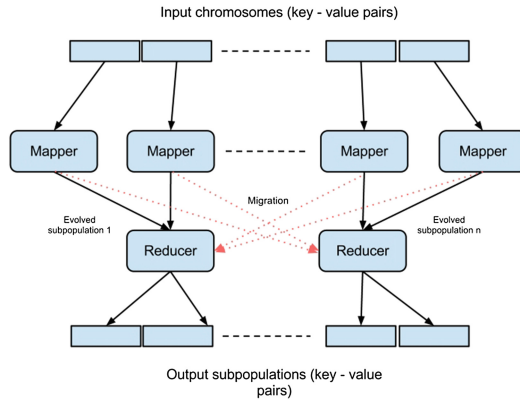 Input chromosomes (key - value pairs)
Mapper
Mapper
Mapper
Mapper
Migration
Evolved
subpopulation 1
Evolved
subpopulation n
Reducer
Reducer
Output subpopulations (key - value
pairs)